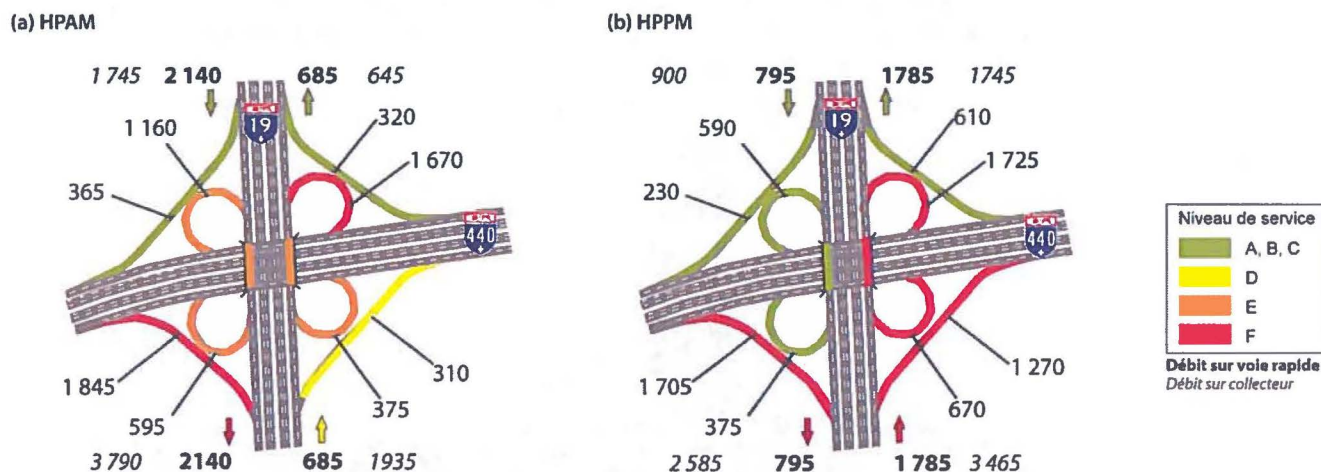 (a) HPAM
1 745 2 140 685 645
19
1 160
320
365
1 670
440
1 845
310
595
375
3 790 2140 685 1935
(b) HPPM
900 795 1785 1745
19
590
610
230
1 725
440
1 705
1 270
375
670
2 585 795 1 785 3 465
Niveau de service
A, B, C
D
E
F
Débit sur voie rapide
Débit sur collecteur